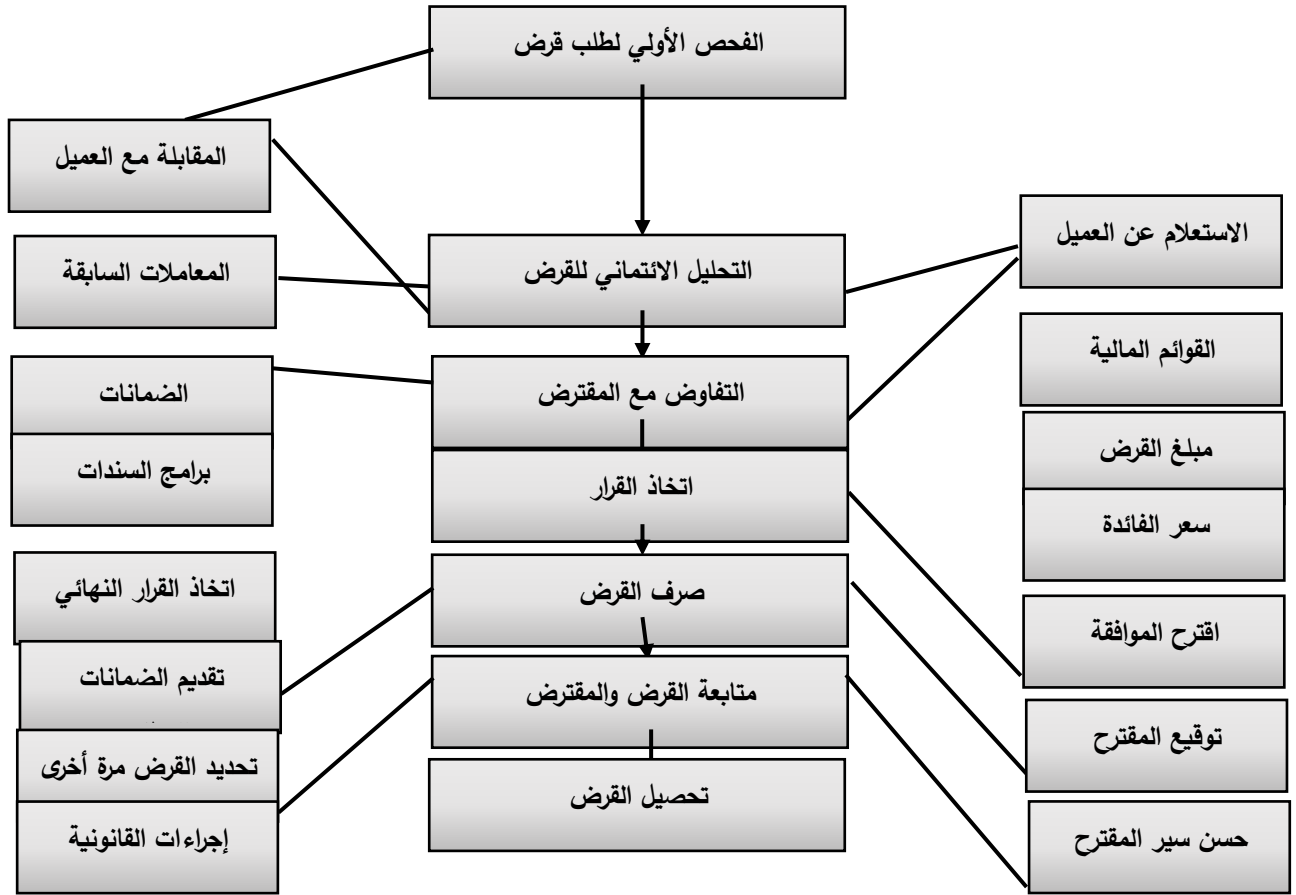 الفحص الأولي لطلب قرض
المقابلة مع العميل
الاستعلام عن العميل
التحليل الائتماني للقرض
المعاملات السابقة
القوائم المالية
التفاوض مع المقترض
الضمانات
مبلغ القرض
برامج السندات
اتخاذ القرار
سعر الفائدة
اتخاذ القرار النهائي
صرف القرض
اقترح الموافقة
تقديم الضمانات
متابعة القرض والمقترض
توقيع المقترح
تحديد القرض مرة أخرى
تحصيل القرض
إجراءات القانونية
حسن سير المقترح